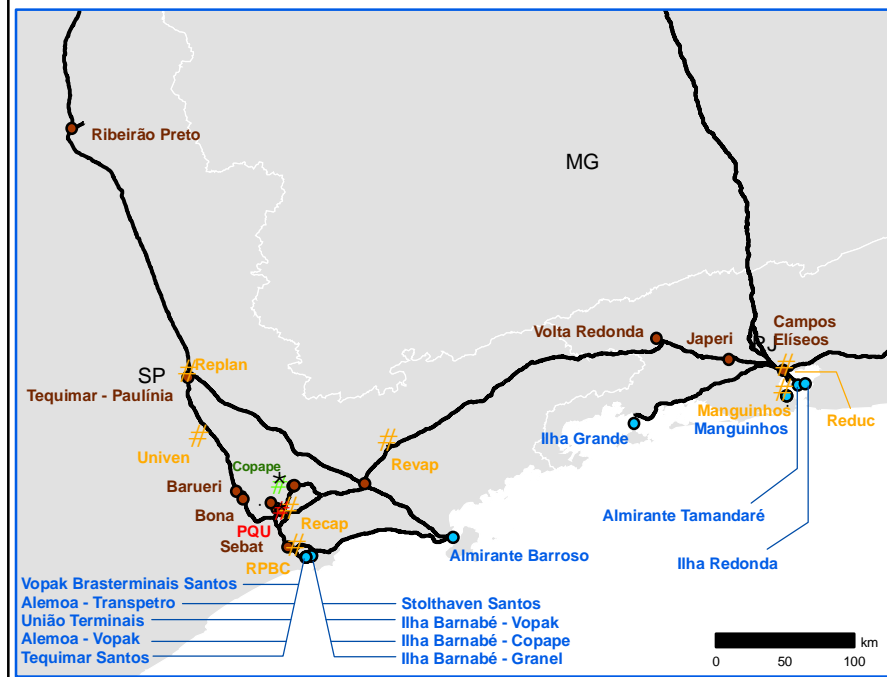 Ribeirão Preto
MG
Campos
Elíseos
Volta Redonda
Japeri
RJ
Replan
SP
Tequimar - Paulínia
Manguinhos
Reduc
Manguinhos
Ilha Grande
Univen
Revap
Copape
Barueri
Bona
Almirante Tamandaré
PQU
Recap
Sebat
Almirante Barroso
Ilha Redonda
RPBC
Vopak Brasterminais Santos
Alemoa - Transpetro
União Terminais
Alemoa - Vopak
Tequimar Santos
Stolthaven Santos
Ilha Barnabé - Vopak
Ilha Barnabé - Copape
Ilha Barnabé - Granel
km
0 50 100